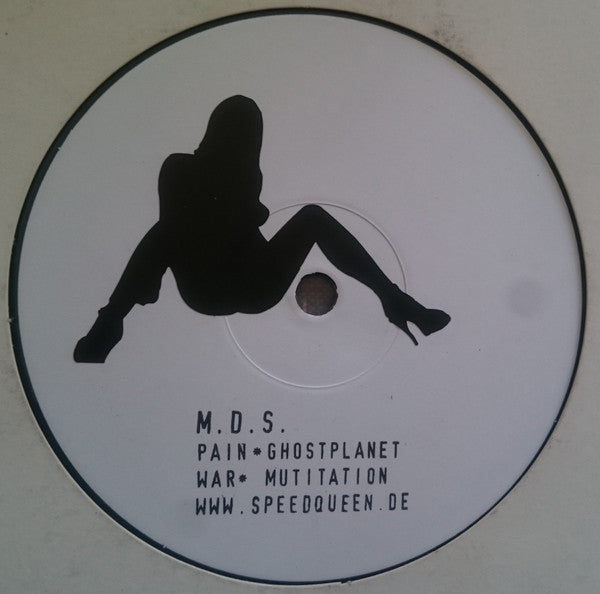 M.D.S.
PAIN*GHOSTPLANET
WAR* MUTITATION
WWW.SPEEDQUEEN.DE